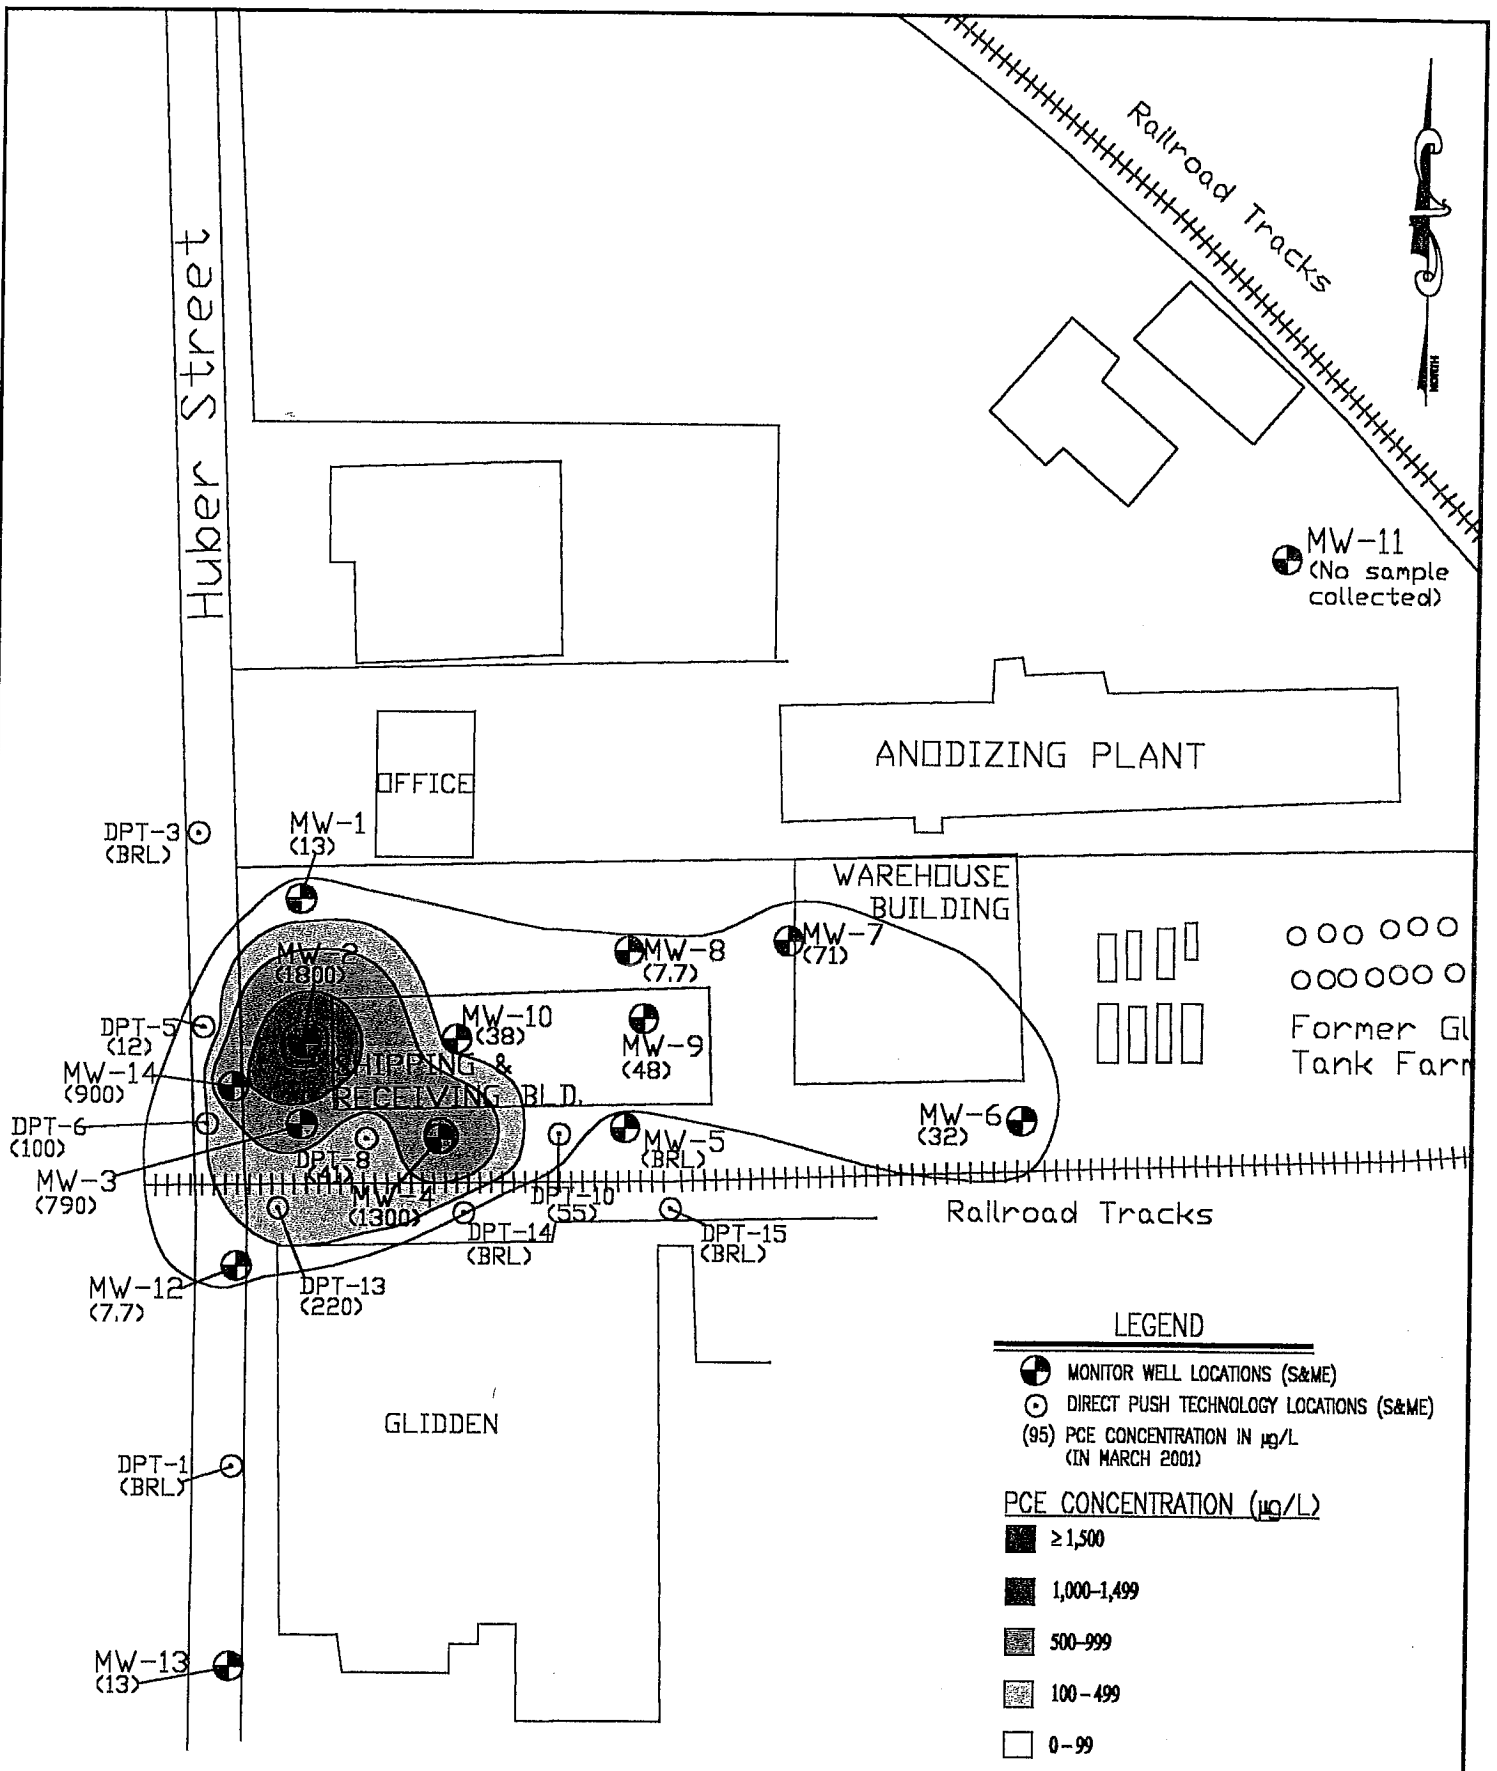 Railroad Tracks
NORTH
Huber Street
MW-11
(No sample
collected)
ANODIZING PLANT
OFFICE
DPT-3
(BRL)
MW-1
(13)
WAREHOUSE
BUILDING
MW-2
(1800)
MW-8
(7.7)
MW-7
(71)
DPT-5
(12)
MW-10
(38)
MW-9
(48)
Former Gl
Tank Farm
SHIPPING &
RECEIVING BLD.
MW-14
(900)
DPT-6
(100)
MW-6
(32)
MW-5
(BRL)
DPT-8
(41)
MW-3
(790)
MW-4
(1300)
DPT-10
(55)
Railroad Tracks
DPT-14
(BRL)
DPT-15
(BRL)
MW-12
(7.7)
DPT-13
(220)
LEGEND
MONITOR WELL LOCATIONS (S&ME)
DIRECT PUSH TECHNOLOGY LOCATIONS (S&ME)
(95) PCE CONCENTRATION IN µg/L
(IN MARCH 2001)
GLIDDEN
DPT-1
(BRL)
PCE CONCENTRATION (µg/L)
≥1,500
1,000-1,499
500-999
MW-13
(13)
100-499
0-99